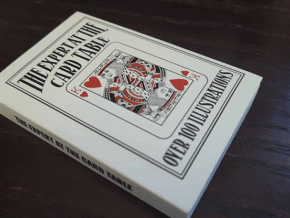 THE EXPERT AT THE
CARD TABLE
K
K
OVER 100 ILLUSTRATIONS
THE EXPERT AT THE CARD TABLE